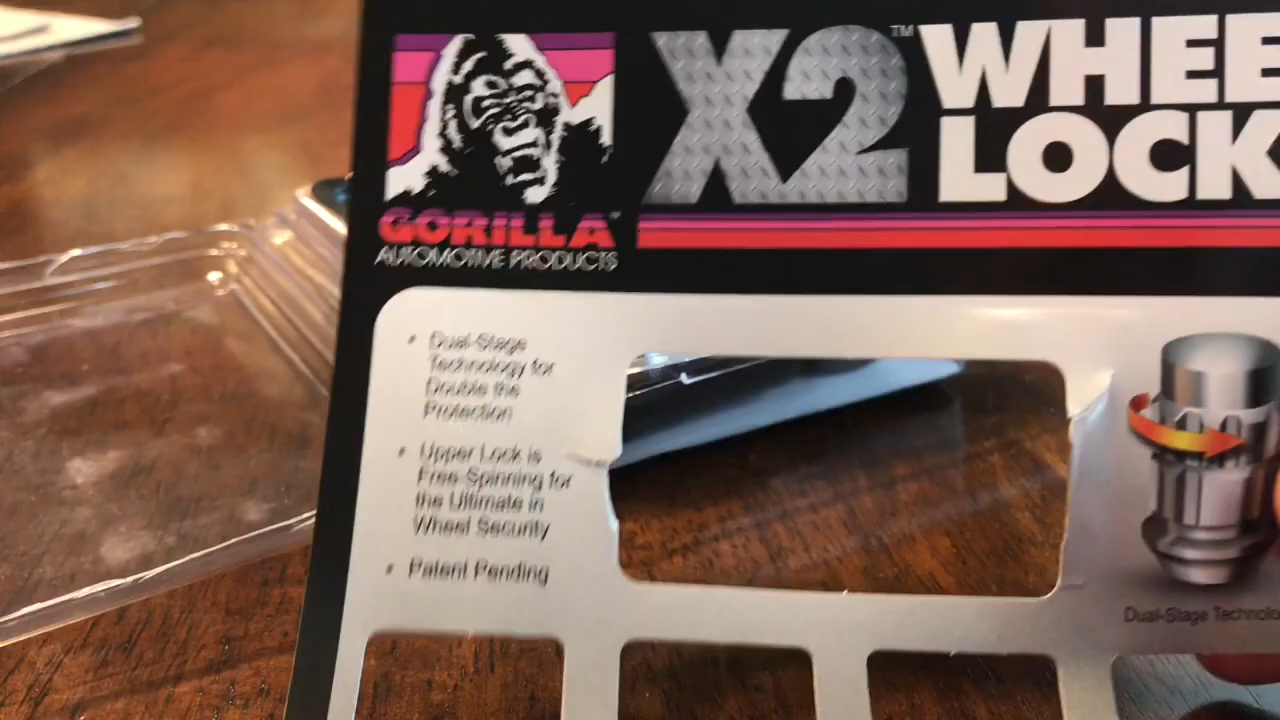 X2™ WHEE
LOCK
GORILLA™
AUTOMOTIVE PRODUCTS
• Dual-Stage
Technology for
Double the
Protection
• Upper Lock is
Free-Spinning for
the Ultimate in
Wheel Security
• Patent Pending
Dual-Stage Technolo